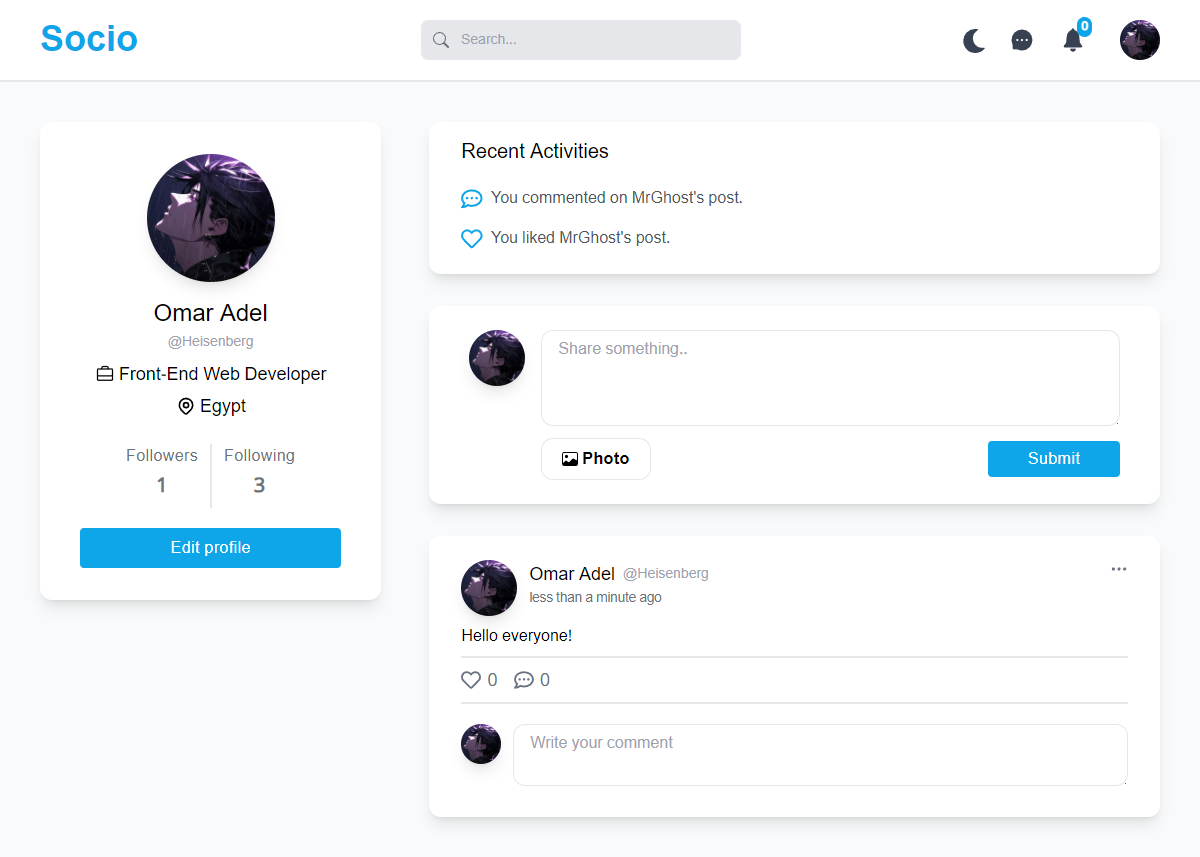 Socio
Search...
0
Omar Adel
@Heisenberg
Front-End Web Developer
Egypt
Followers
1
Following
3
Edit profile
Recent Activities
You commented on MrGhost's post.
You liked MrGhost's post.
Share something..
Photo
Submit
Omar Adel @Heisenberg
less than a minute ago
Hello everyone!
0 0
Write your comment